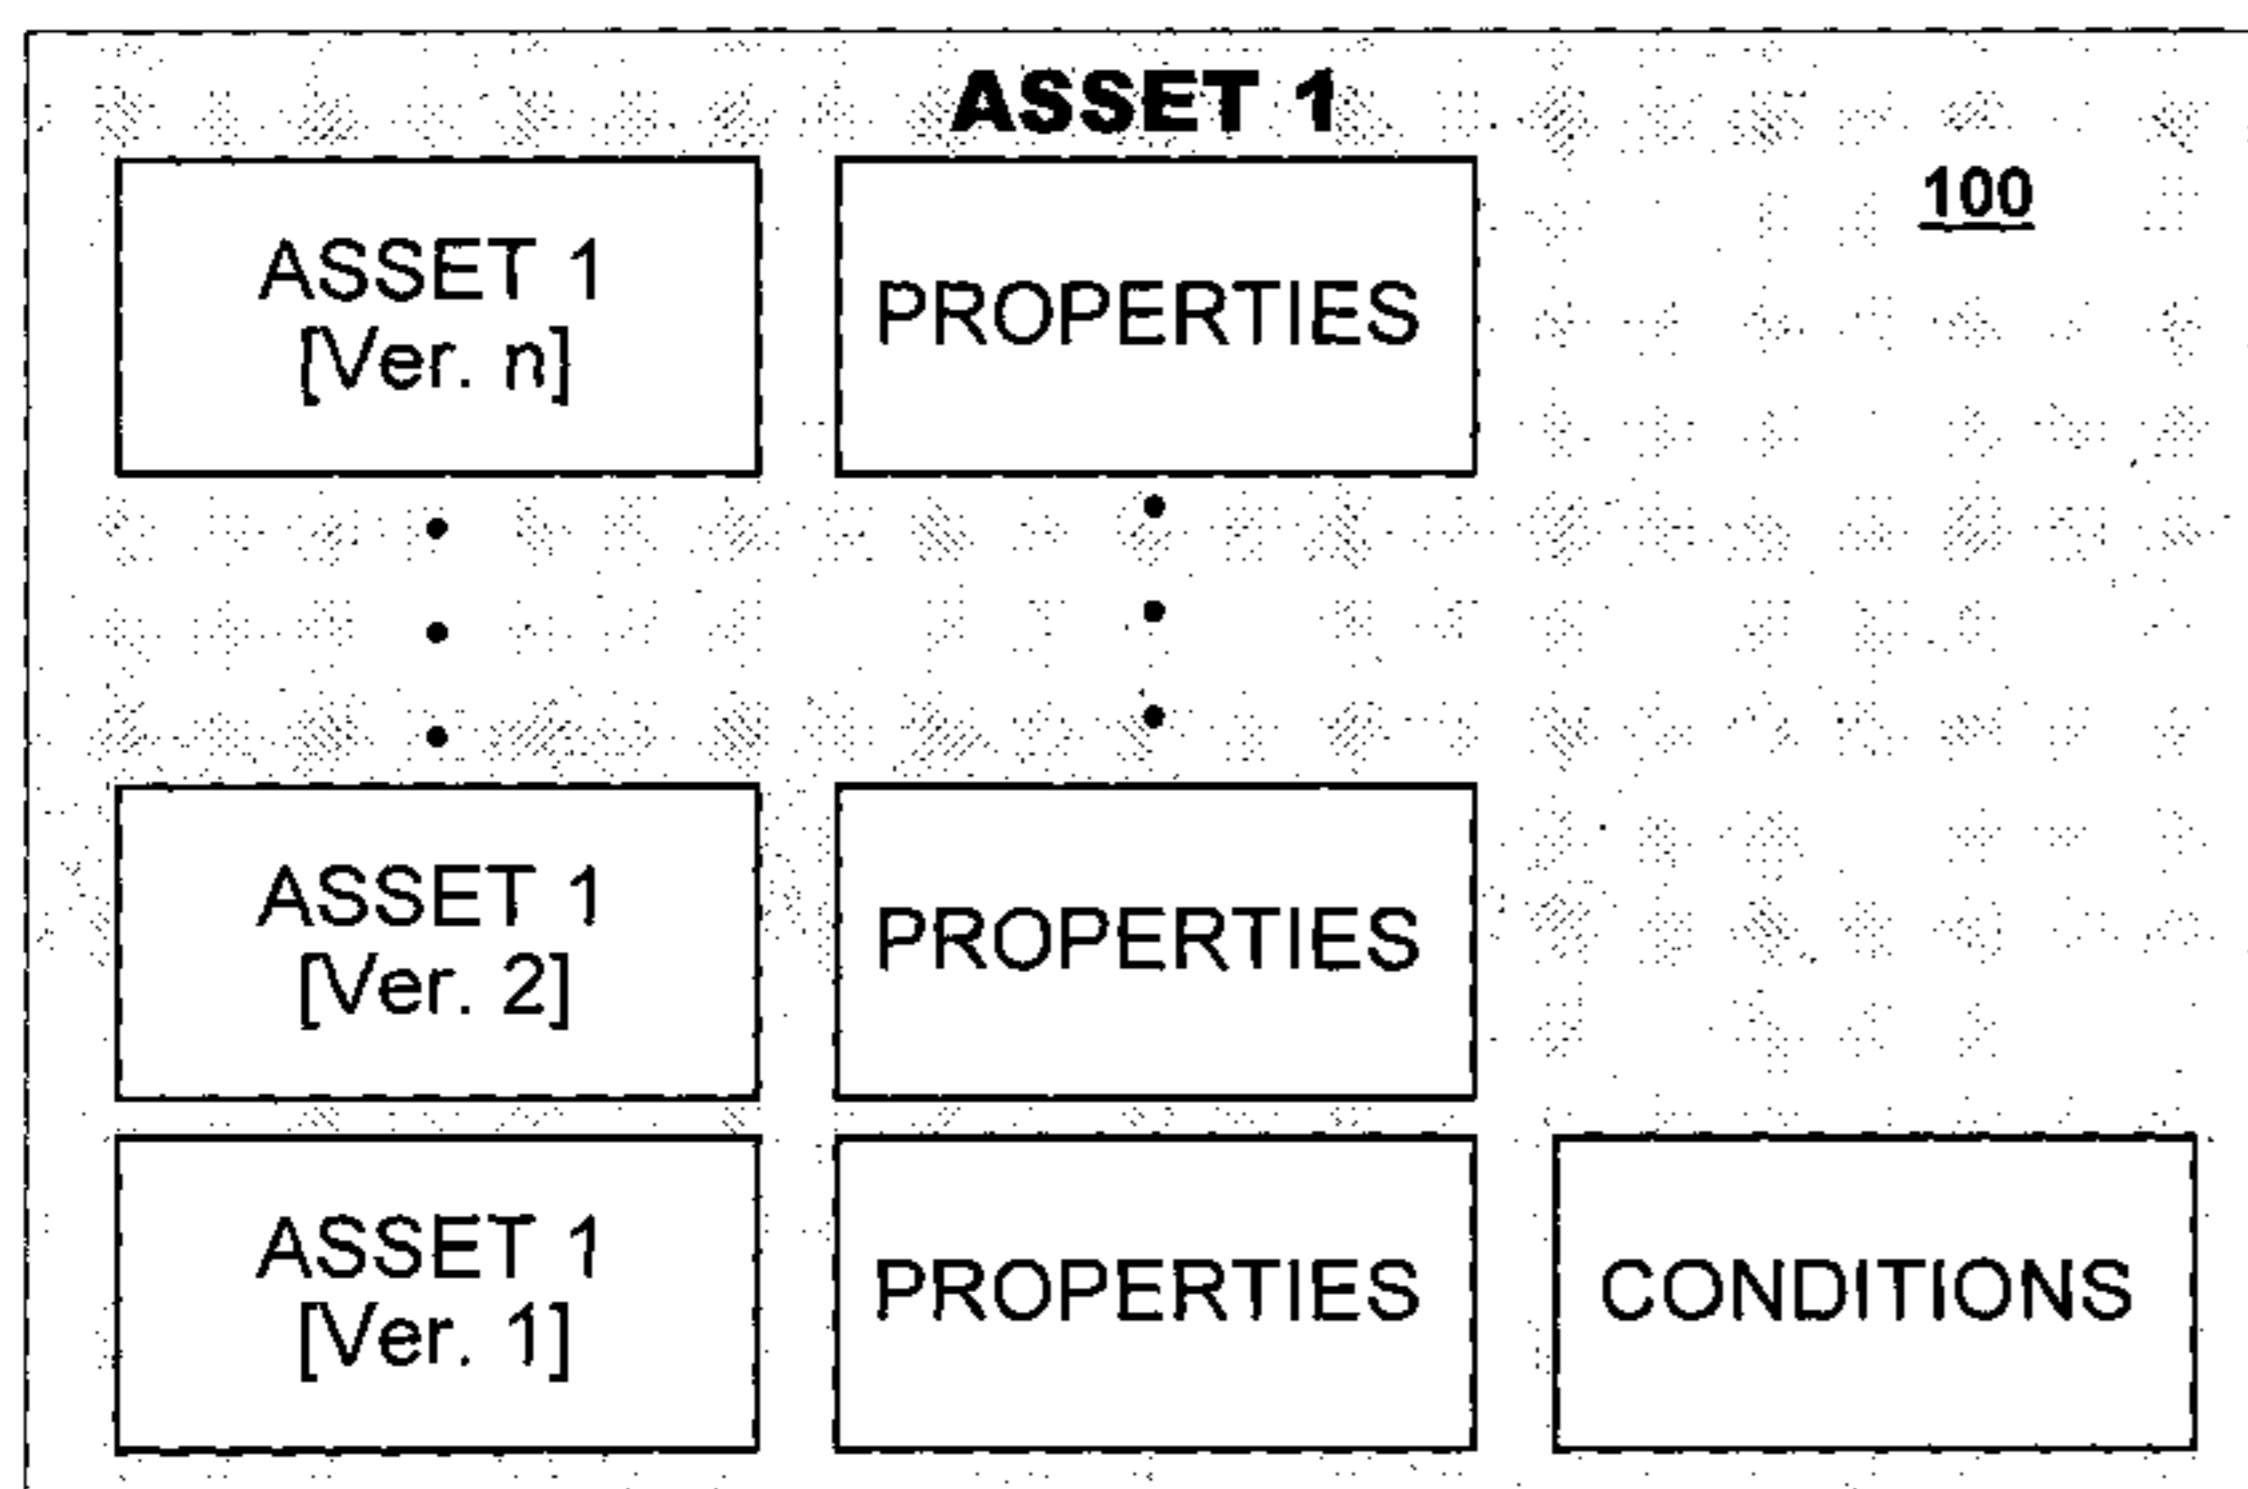 ASSET 1
100
ASSET 1
[Ver. n]
PROPERTIES
ASSET 1
[Ver. 2]
PROPERTIES
ASSET 1
[Ver. 1]
PROPERTIES
CONDITIONS